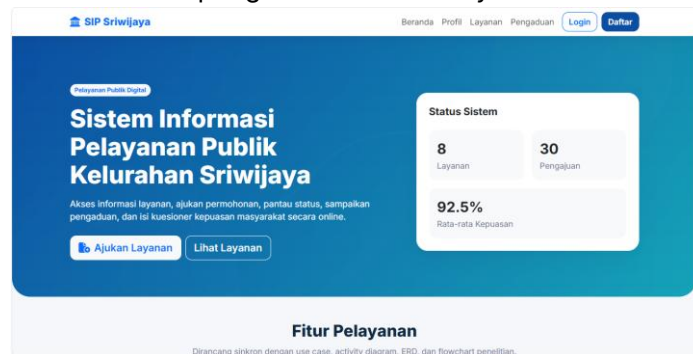 SIP Sriwijaya
Beranda Profil Layanan Pengaduan Login Daftar
Pelayanan Publik Digital
Sistem Informasi
Pelayanan Publik
Kelurahan Sriwijaya
Akses informasi layanan, ajukan permohonan, pantau status, sampaikan
pengaduan, dan isi kuesioner kepuasan masyarakat secara online.
Ajukan Layanan
Lihat Layanan
Status Sistem
8
Layanan
30
Pengajuan
92.5%
Rata-rata Kepuasan
Fitur Pelayanan
Dirancang sinkron dengan use case, activity diagram, ERD, dan flowchart penelitian.